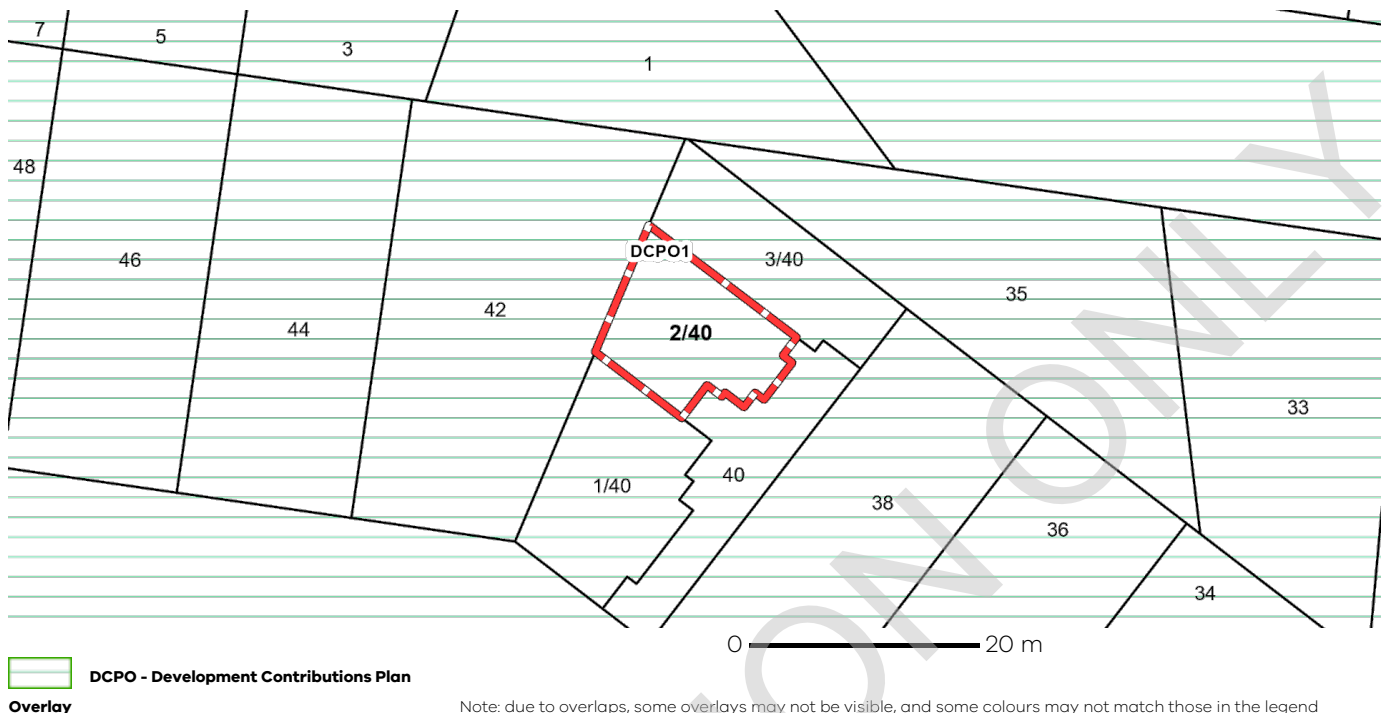 7
5
3
1
48
46
44
42
DCPO1
3/40
35
2/40
33
1/40
40
38
36
34
ON ONLY
0 20 m
DCPO - Development Contributions Plan
Overlay
Note: due to overlaps, some overlays may not be visible, and some colours may not match those in the legend